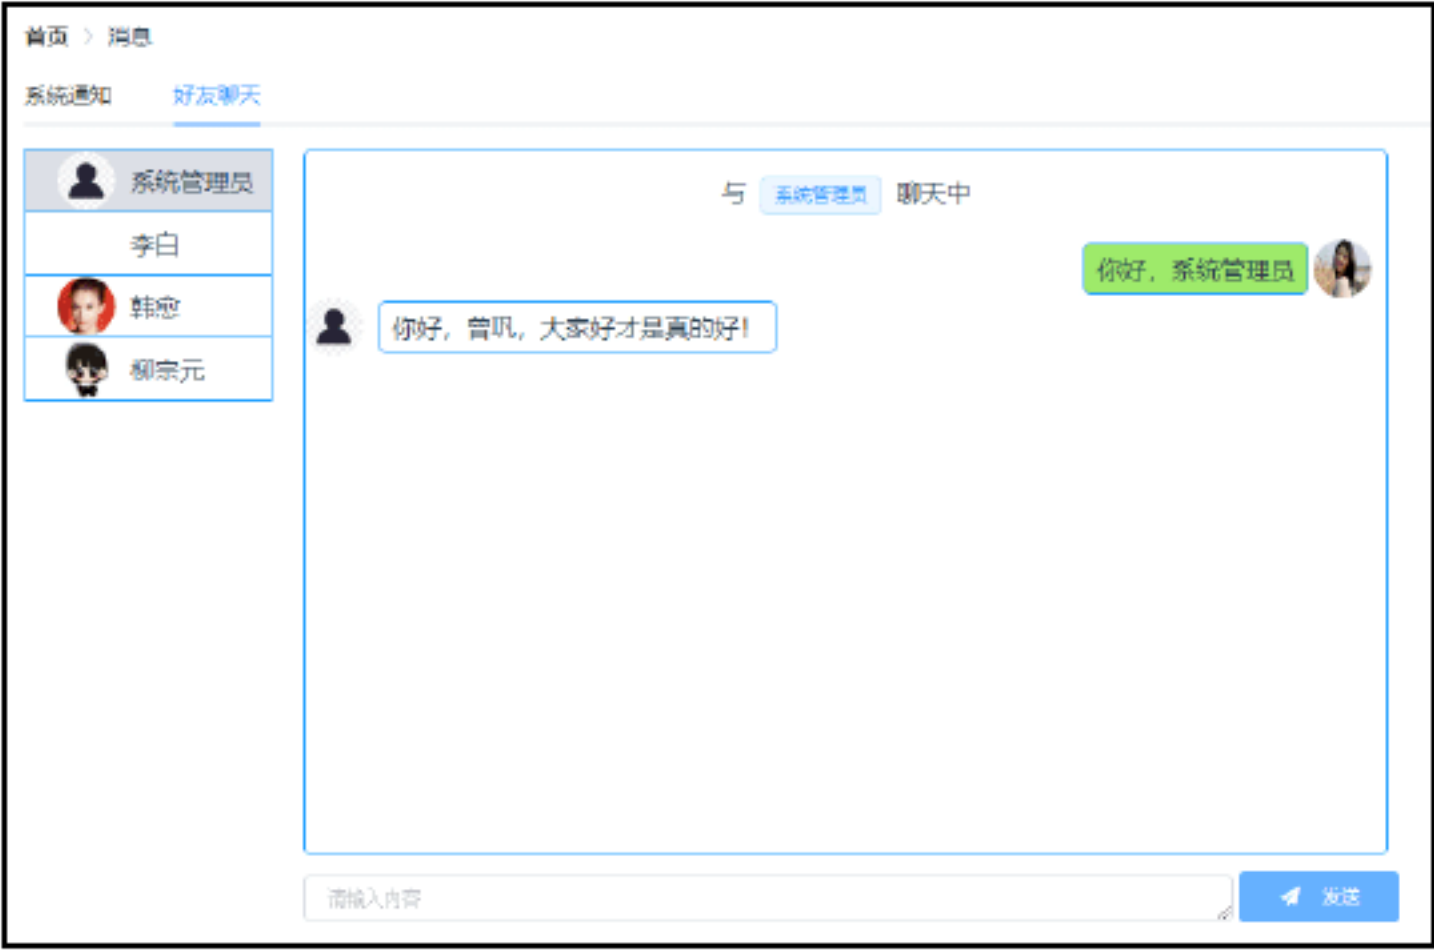 首页 > 消息
系统通知 好友聊天
系统管理员
李白
韩愈
柳宗元
与 系统管理员 聊天中
你好，系统管理员
你好，曾巩，大家好才是真的好！
请输入内容
发送